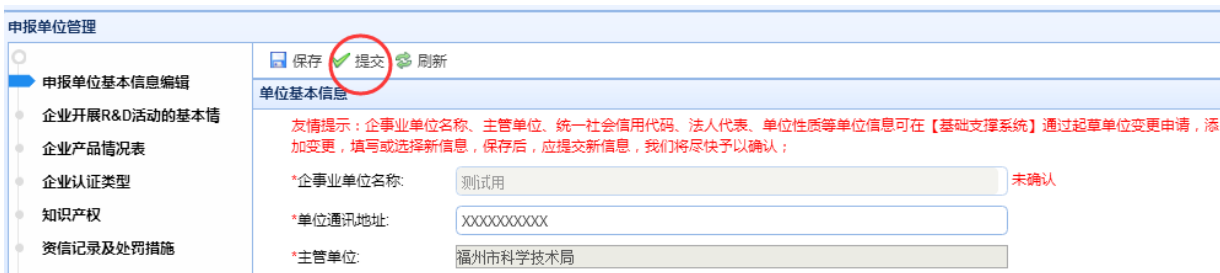 申报单位管理
保存 提交 刷新
申报单位基本信息编辑
企业开展R&D活动的基本情
企业产品情况表
企业认证类型
知识产权
资信记录及处罚措施
单位基本信息
友情提示：企事业单位名称、主管单位、统一社会信用代码、法人代表、单位性质等单位信息可在【基础支撑系统】通过起草单位变更申请，添
加变更，填写或选择新信息，保存后，应提交新信息，我们将尽快予以确认；
*企事业单位名称: 测试用 未确认
*单位通讯地址: XXXXXXXXXX
*主管单位: 福州市科学技术局